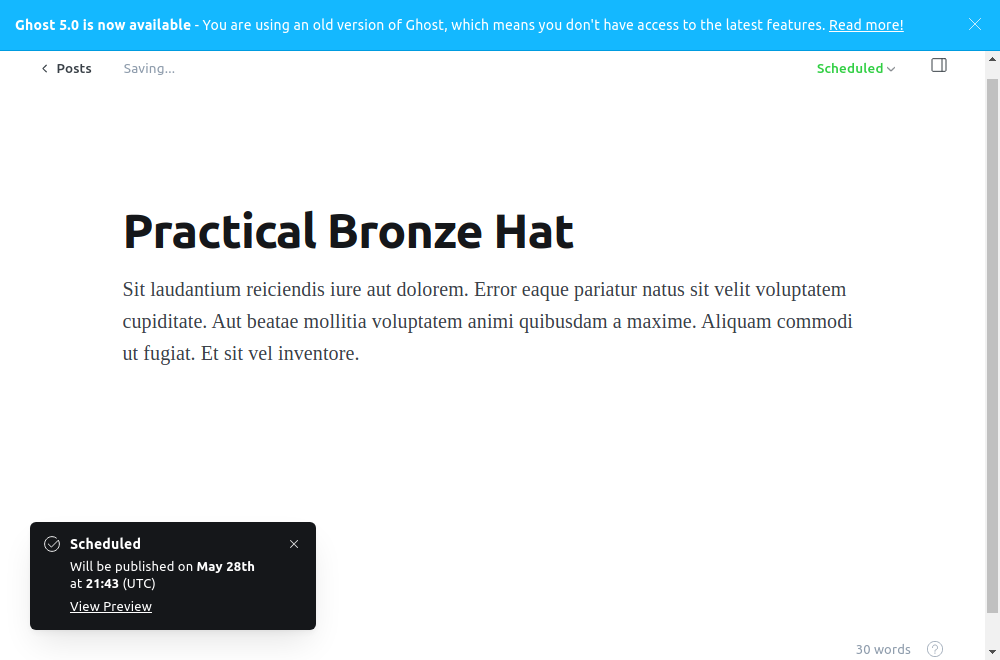 Ghost 5.0 is now available - You are using an old version of Ghost, which means you don't have access to the latest features. Read more!
Posts
Saving...
Scheduled
Practical Bronze Hat
Sit laudantium reiciendis iure aut dolorem. Error eaque pariatur natus sit velit voluptatem
cupiditate. Aut beatae mollitia voluptatem animi quibusdam a maxime. Aliquam commodi
ut fugiat. Et sit vel inventore.
Scheduled
Will be published on May 28th
at 21:43 (UTC)
View Preview
30 words
?